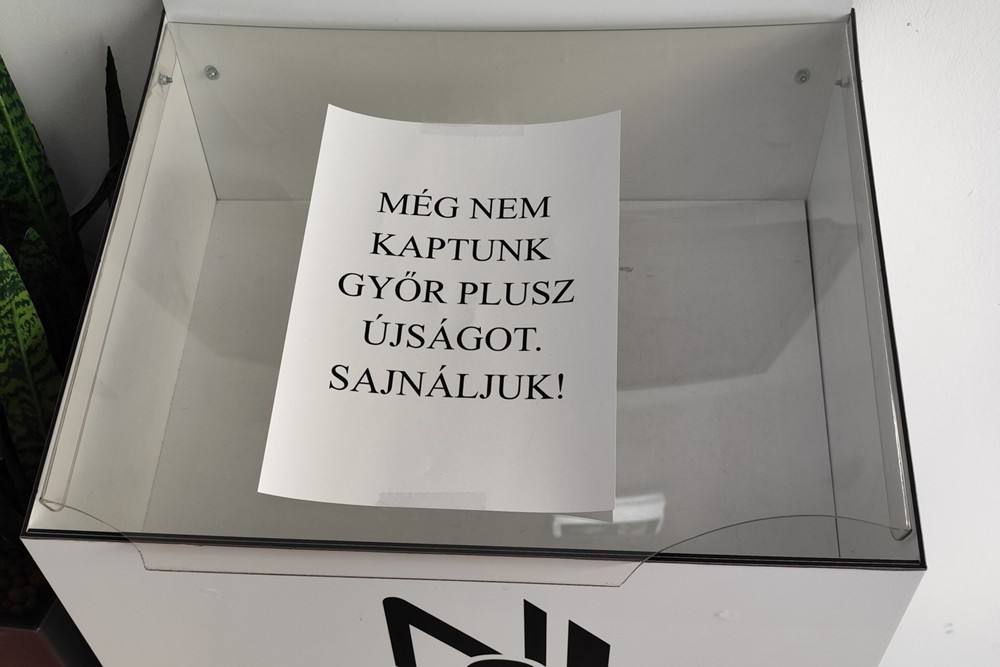 MÉG NEM
KAPTUNK
GYŐR PLUSZ
ÚJSÁGOT.
SAJNÁLJUK!